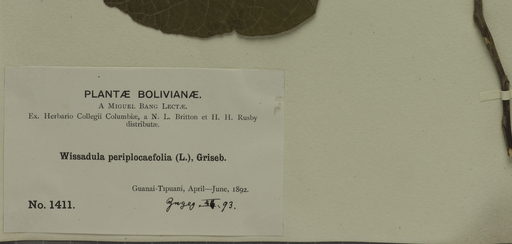 PLANTÆ BOLIVIANÆ.
A MIGUEL BANG LECTÆ.
Ex. Herbario Collegii Columbiæ, a N. L. Britton et H. H. Rusby
distributæ.
Wissadula periplocaefolia (L.), Griseb.
Guanai-Tipuani, April—June, 1892.
No. 1411.
93.